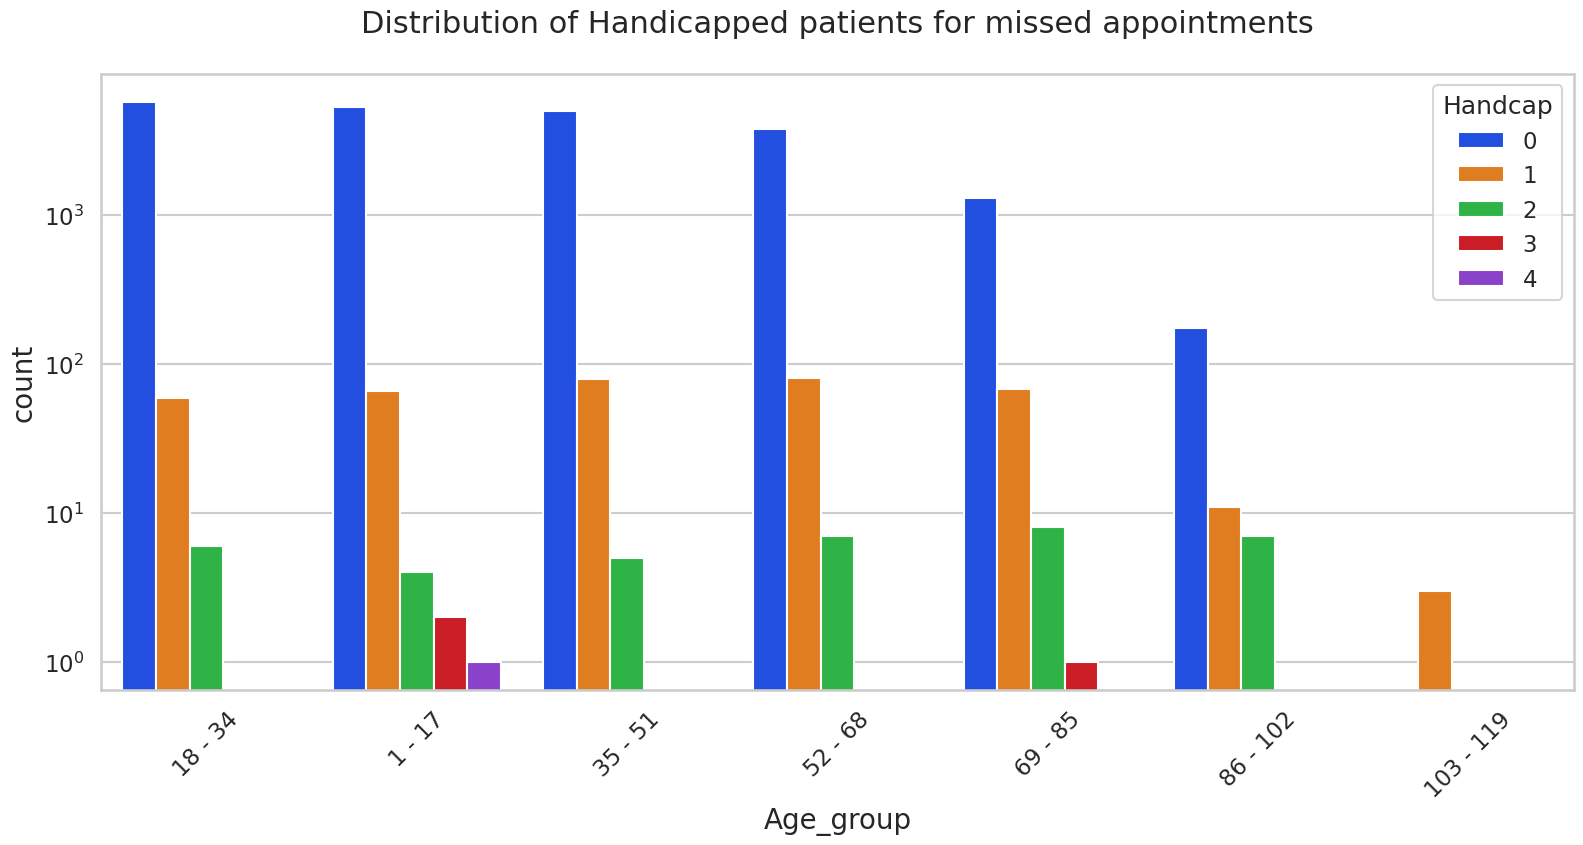 Distribution of Handicapped patients for missed appointments
Handcap
0
1
2
3
4
10³
10²
10¹
10⁰
count
18 - 34
1 - 17
35 - 51
52 - 68
69 - 85
86 - 102
103 - 119
Age_group